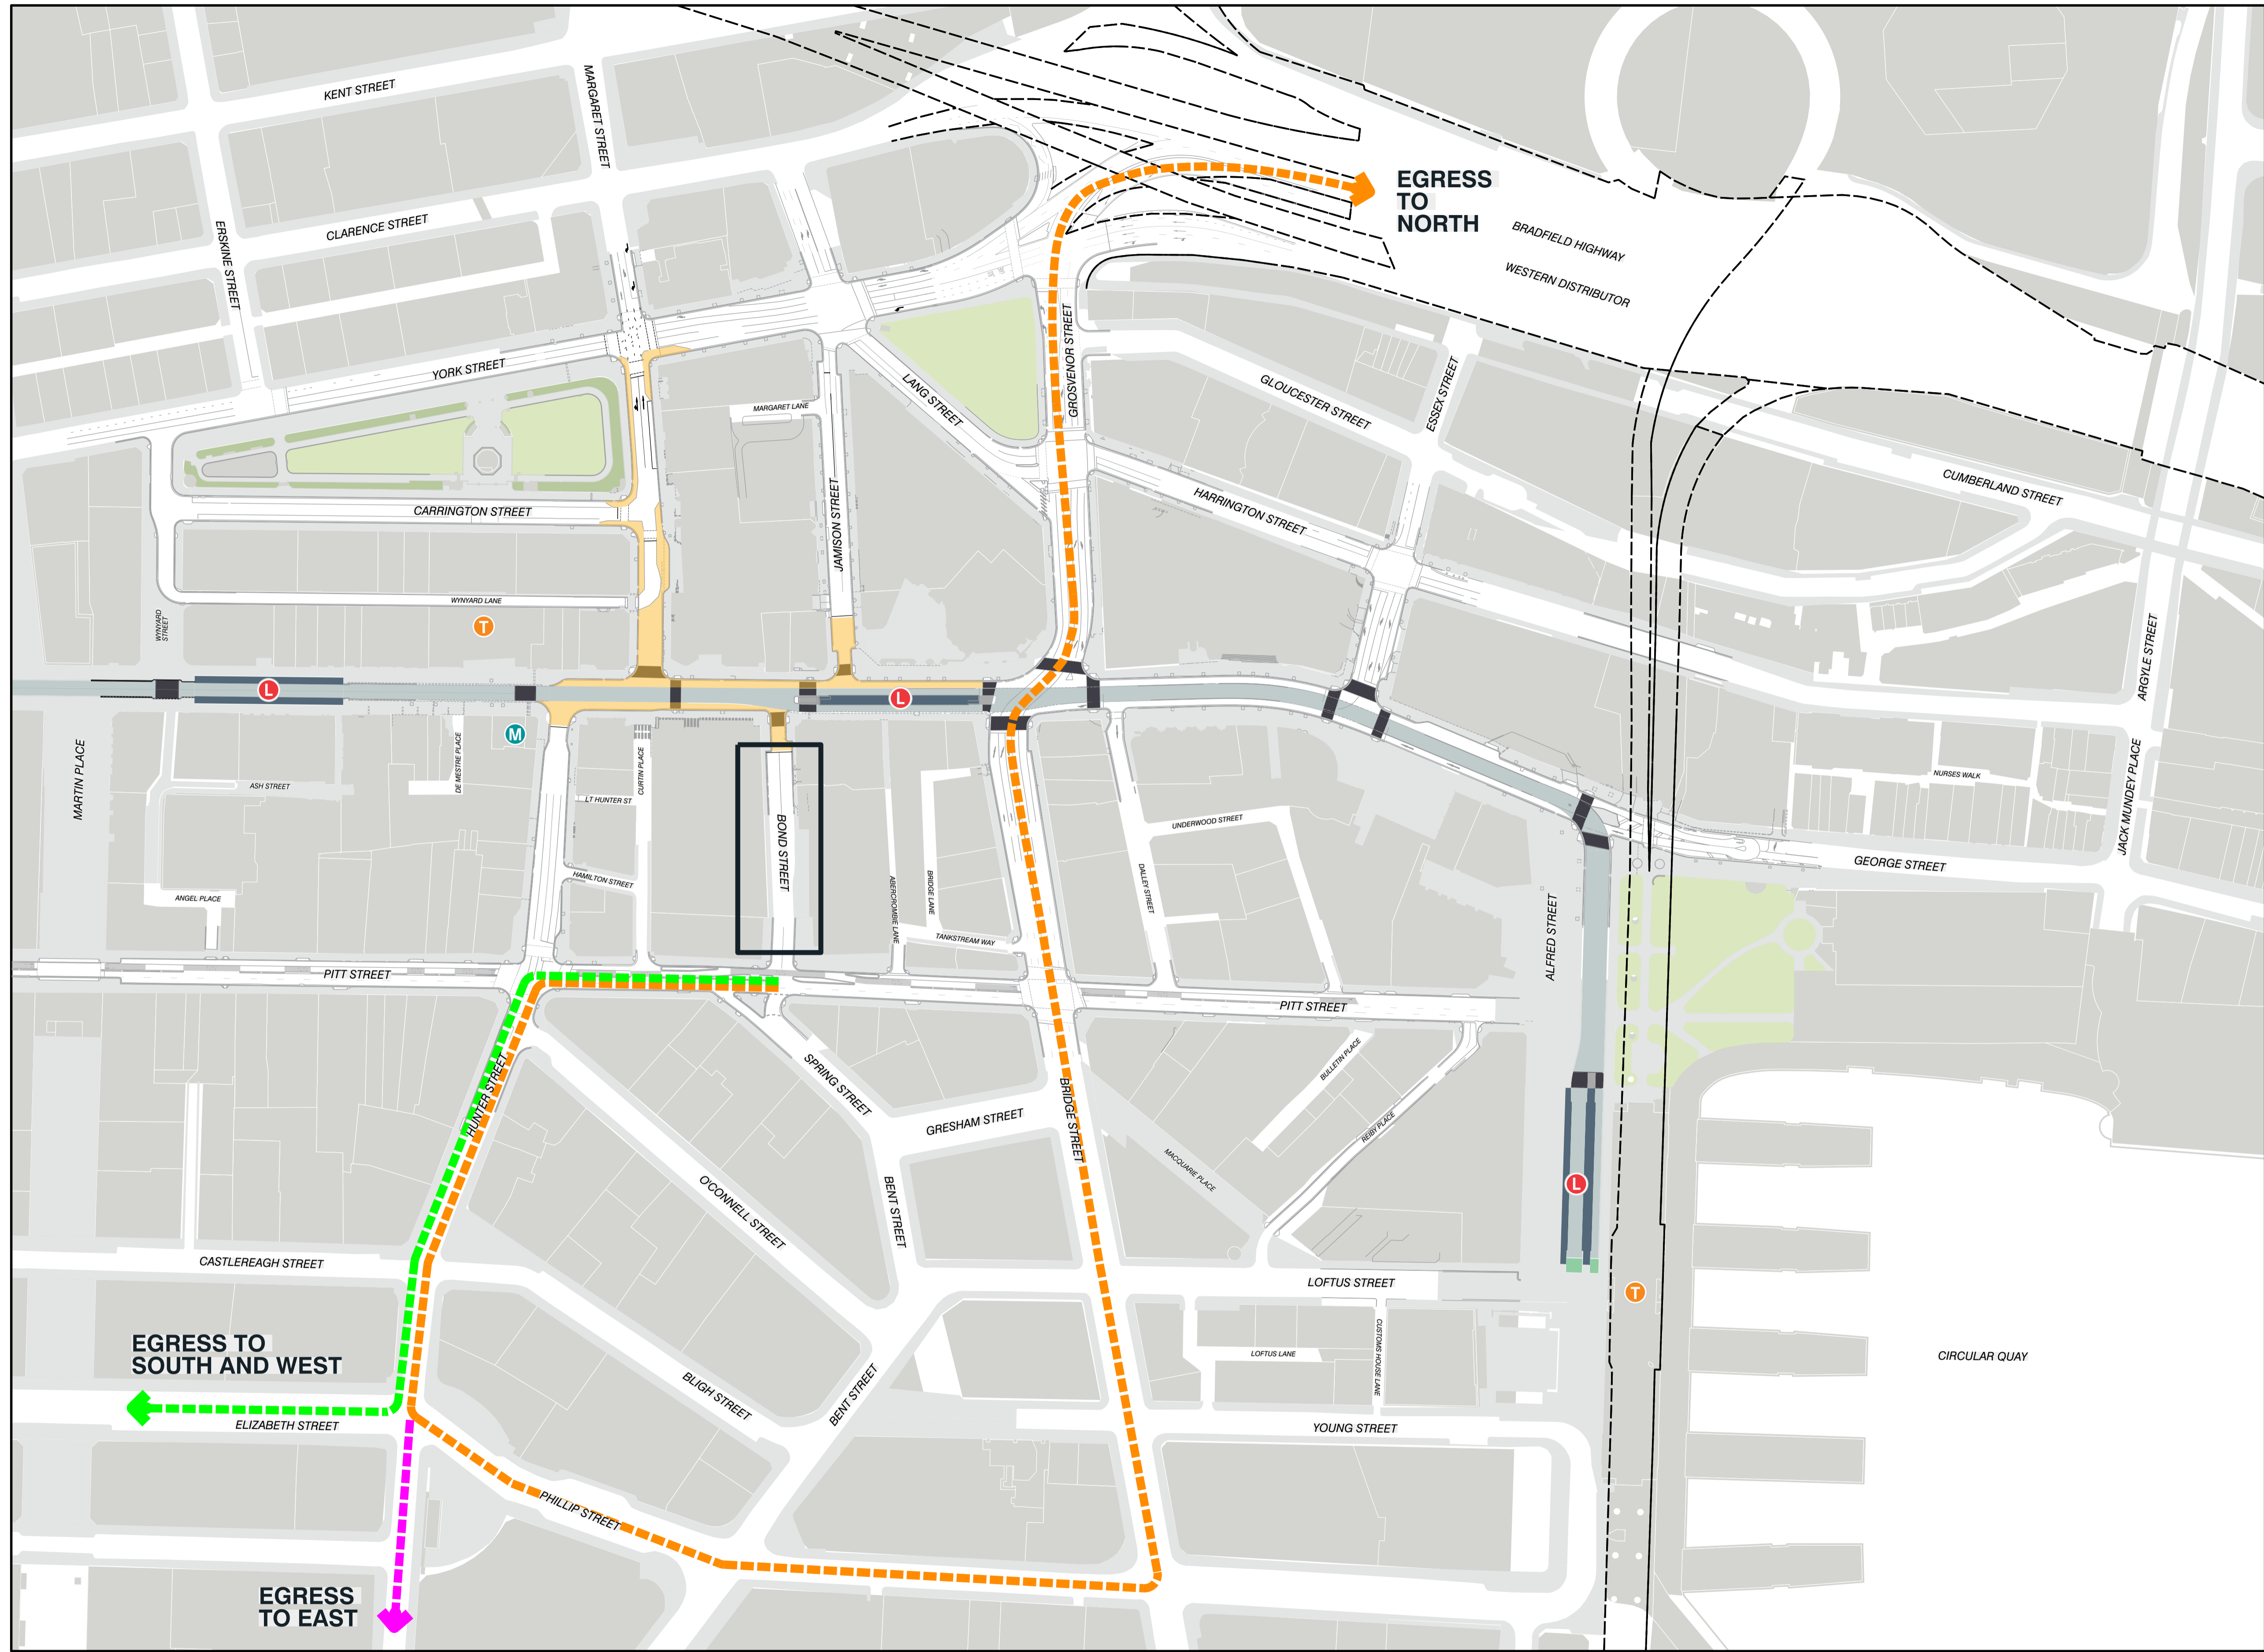 KENT STREET
MARGARET STREET
CLARENCE STREET
ERSKINE STREET
EGRESS
TO
NORTH
BRADFIELD HIGHWAY
WESTERN DISTRIBUTOR
YORK STREET
GROSVENOR STREET
LANG STREET
MARGARET LANE
GLOUCESTER STREET
ESSEX STREET
CUMBERLAND STREET
CARRINGTON STREET
JAMISON STREET
HARRINGTON STREET
WYNYARD LANE
WYNYARD
STREET
T
ARGYLE STREET
L
L
M
MARTIN PLACE
DE MESTRE PLACE
CURTIN PLACE
ASH STREET
LT HUNTER ST
BOND STREET
UNDERWOOD STREET
NURSES WALK
JACK MUNDEY PLACE
GEORGE STREET
HAMILTON STREET
ABERCROMBIE LANE
BRIDGE LANE
DALLEY STREET
ANGEL PLACE
TANKSTREAM WAY
ALFRED STREET
PITT STREET
PITT STREET
HUNTER STREET
SPRING STREET
GRESHAM STREET
BRIDGE STREET
BULLETIN PLACE
REIBY PLACE
MACQUARIE PLACE
O'CONNELL STREET
BENT STREET
L
CASTLEREAGH STREET
LOFTUS STREET
T
EGRESS TO
SOUTH AND WEST
LOFTUS LANE
CUSTOMS HOUSE LANE
CIRCULAR QUAY
BLIGH STREET
BENT STREET
ELIZABETH STREET
YOUNG STREET
PHILLIP STREET
EGRESS
TO EAST